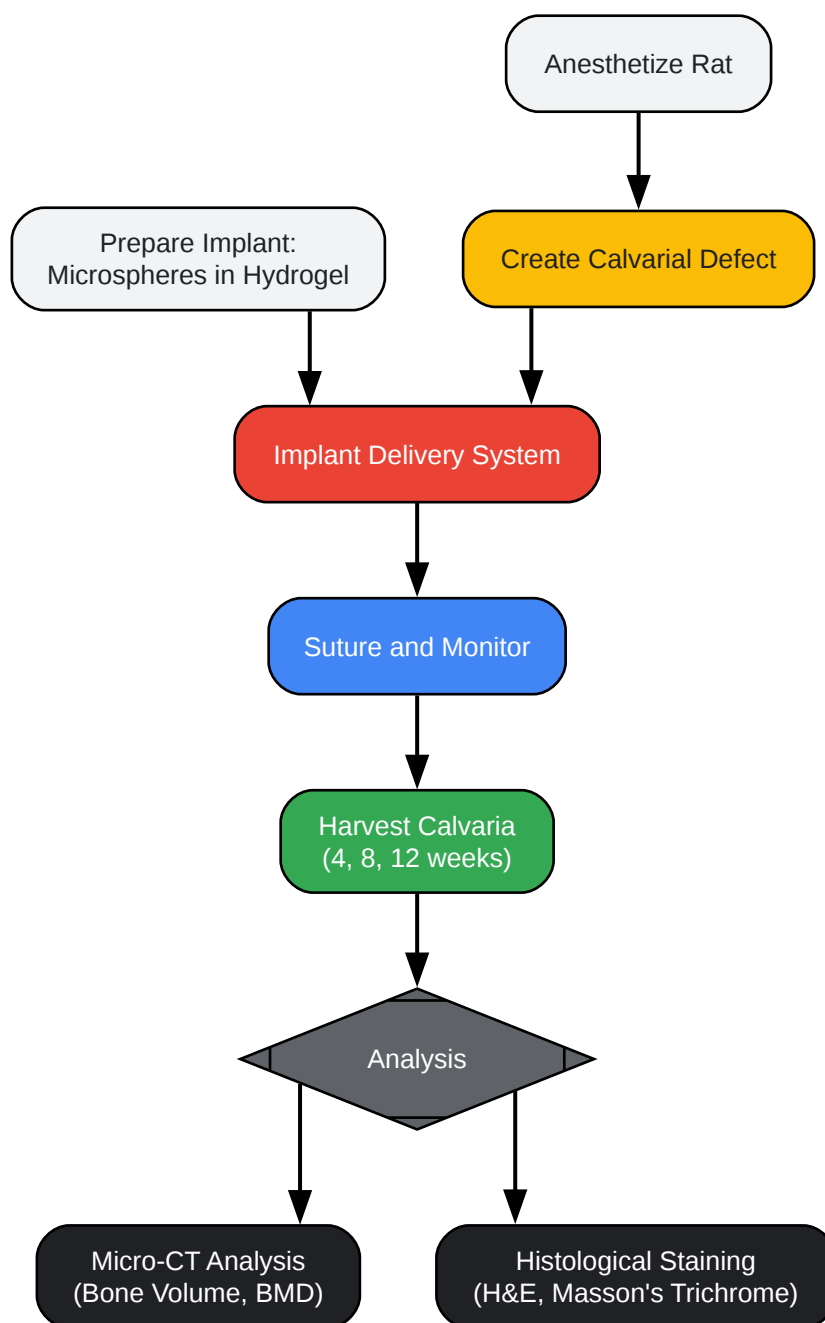 Anesthetize Rat
Prepare Implant:
Microspheres in Hydrogel
Create Calvarial Defect
Implant Delivery System
Suture and Monitor
Harvest Calvaria
(4, 8, 12 weeks)
Analysis
Micro-CT Analysis
(Bone Volume, BMD)
Histological Staining
(H&E, Masson's Trichrome)